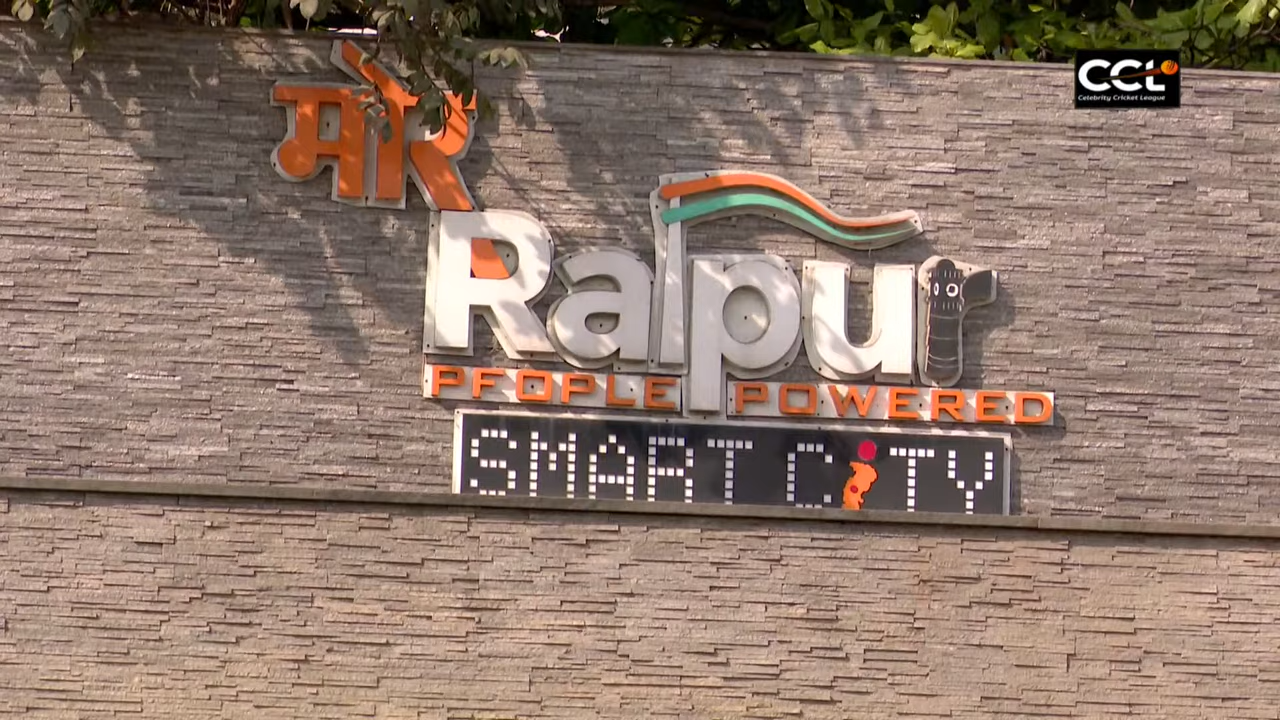 मोर
Raipur
PEOPLE POWERED
SMART CiTY
CCL
Celebrity Cricket League